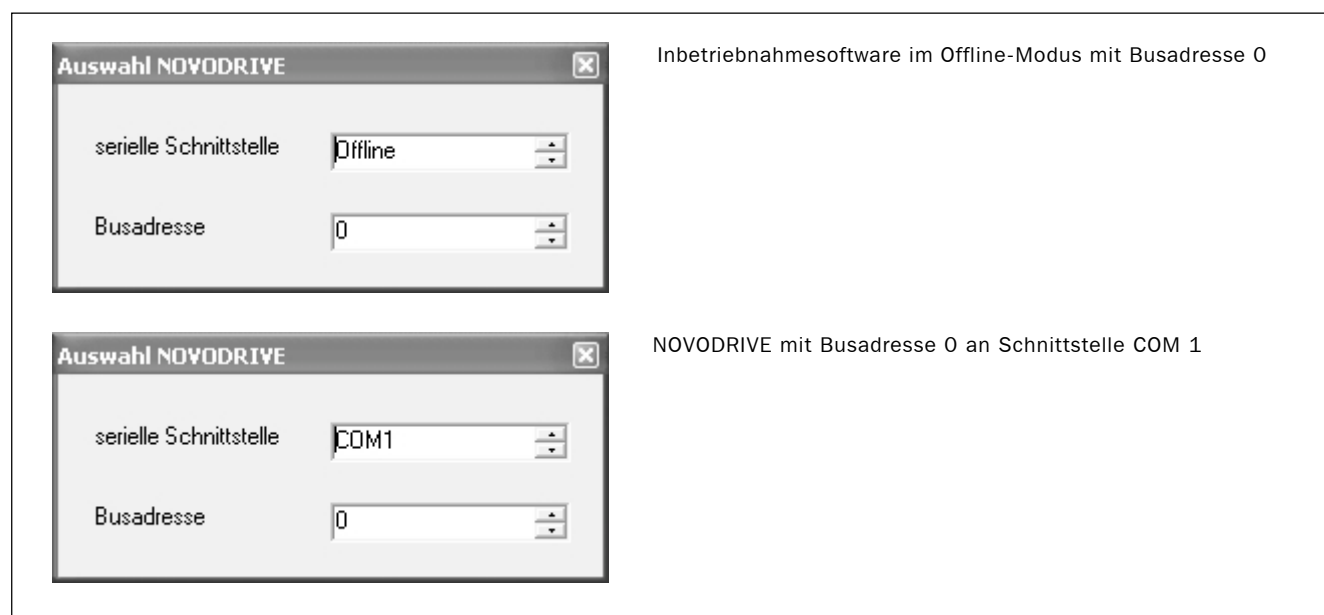 Auswahl NOVODRIVE
Inbetriebnahmesoftware im Offline-Modus mit Busadresse 0
serielle Schnittstelle Offline
Busadresse 0
Auswahl NOVODRIVE
NOVODRIVE mit Busadresse 0 an Schnittstelle COM 1
serielle Schnittstelle COM1
Busadresse 0